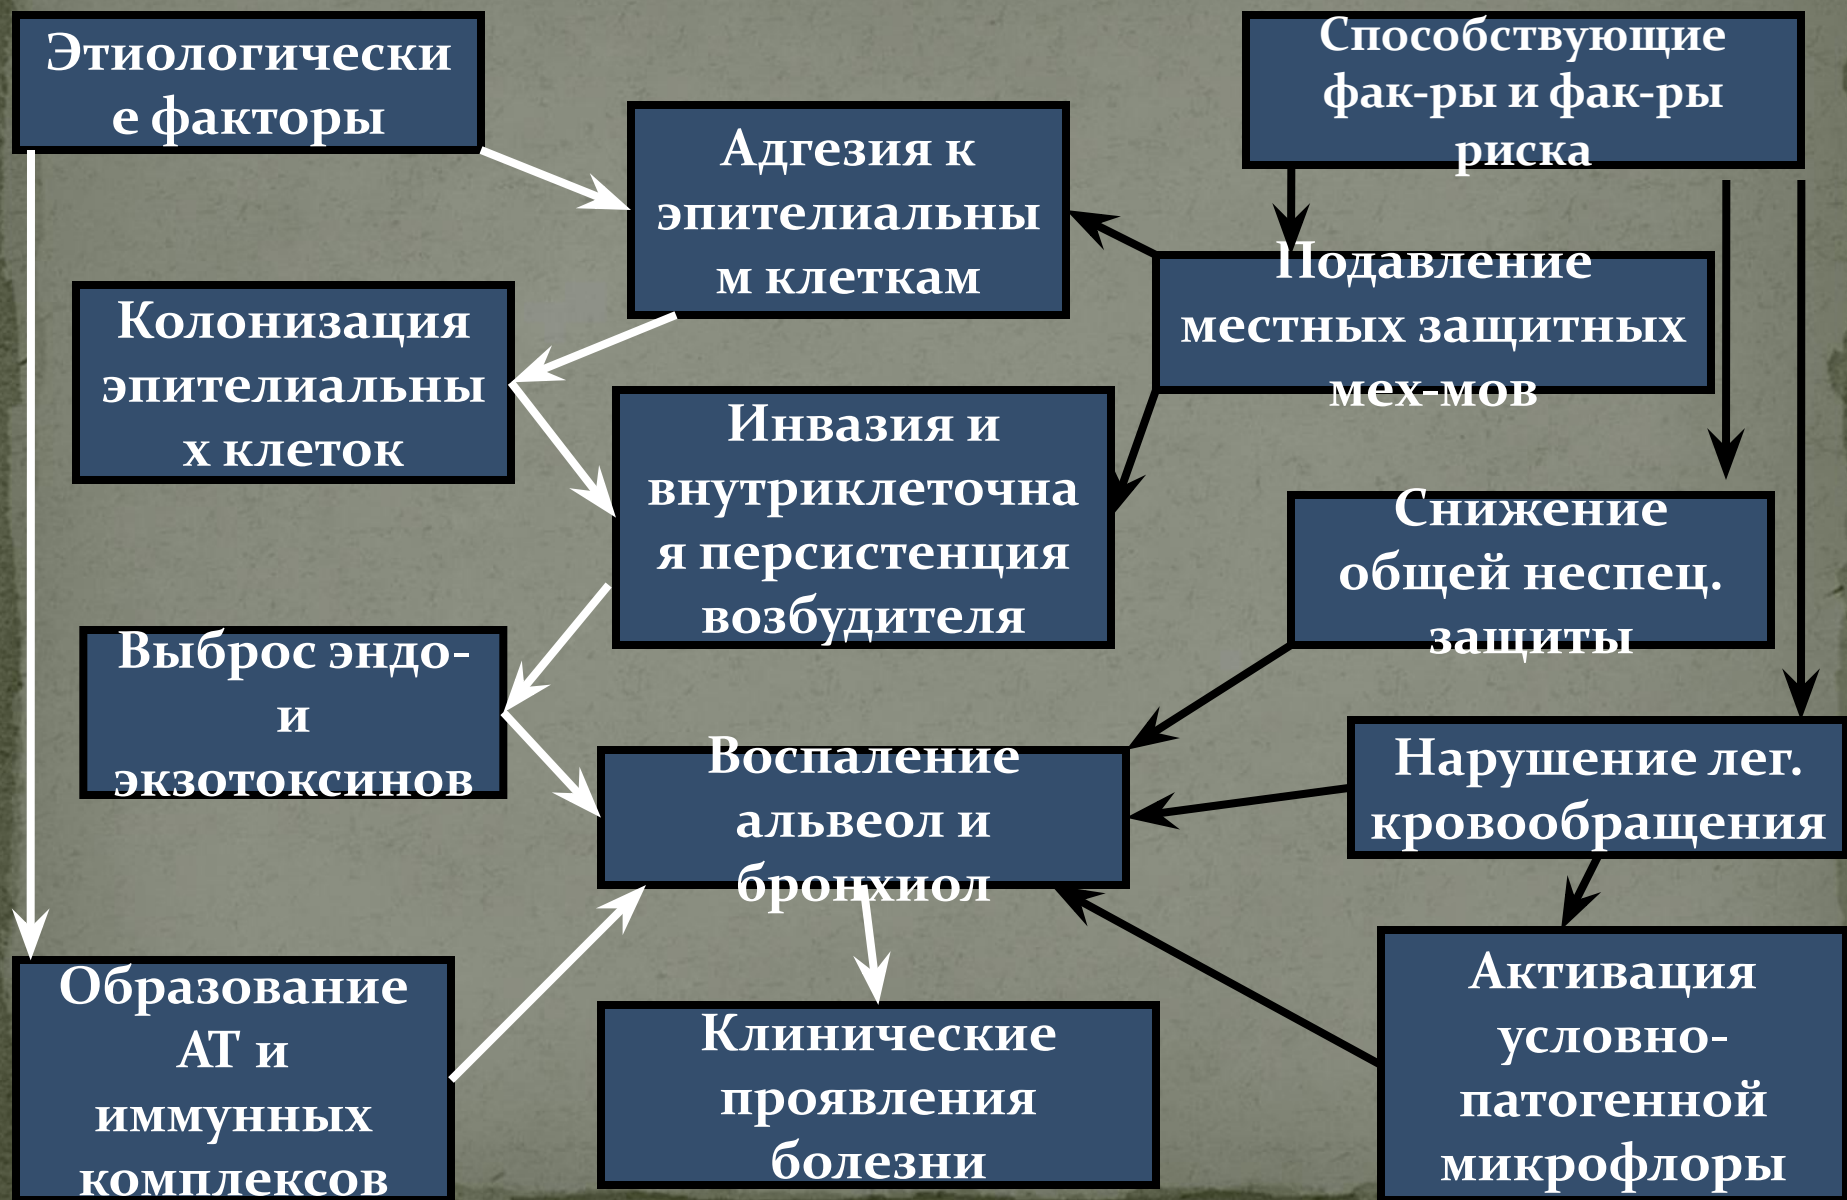 Этиологически
е факторы
Способствующие
фак-ры и фак-ры
риска
Адгезия к
эпителиальны
м клеткам
Подавление
местных защитных
мех-мов
Колонизация
эпителиальны
х клеток
Инвазия и
внутриклеточна
я персистенция
возбудителя
Снижение
общей неспец.
защиты
Выброс эндо-
и
экзотоксинов
Воспаление
альвеол и
бронхиол
Нарушение лег.
кровообращения
Образование
АТ и
иммунных
комплексов
Клинические
проявления
болезни
Активация
условно-
патогенной
микрофлоры